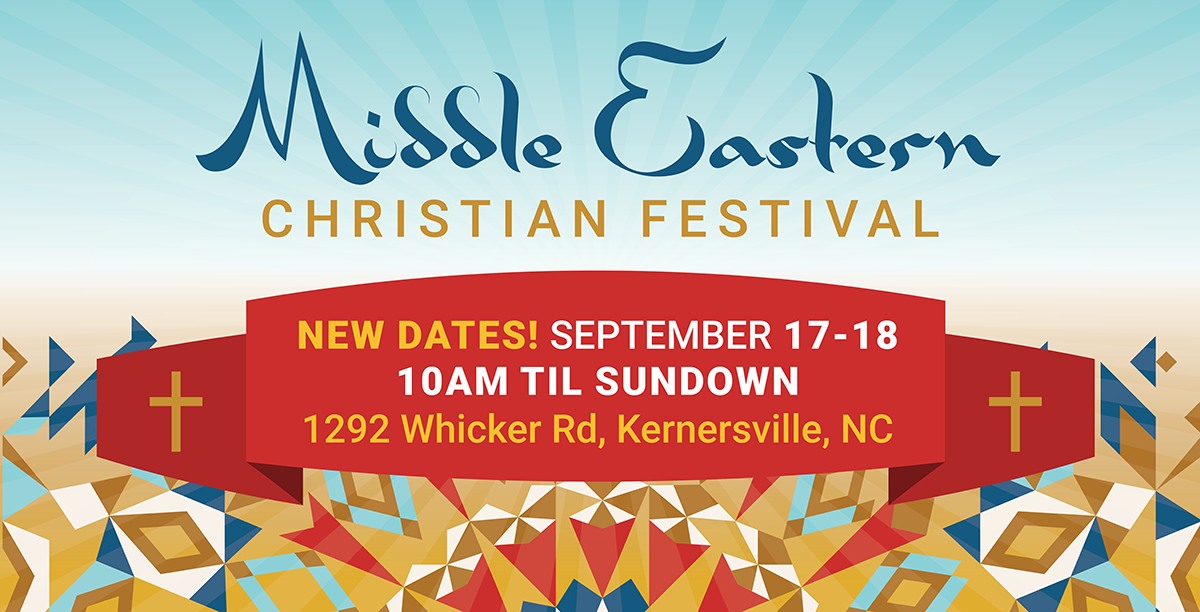 Middle Eastern
CHRISTIAN FESTIVAL
NEW DATES! SEPTEMBER 17-18
10AM TIL SUNDOWN
1292 Whicker Rd, Kernersville, NC